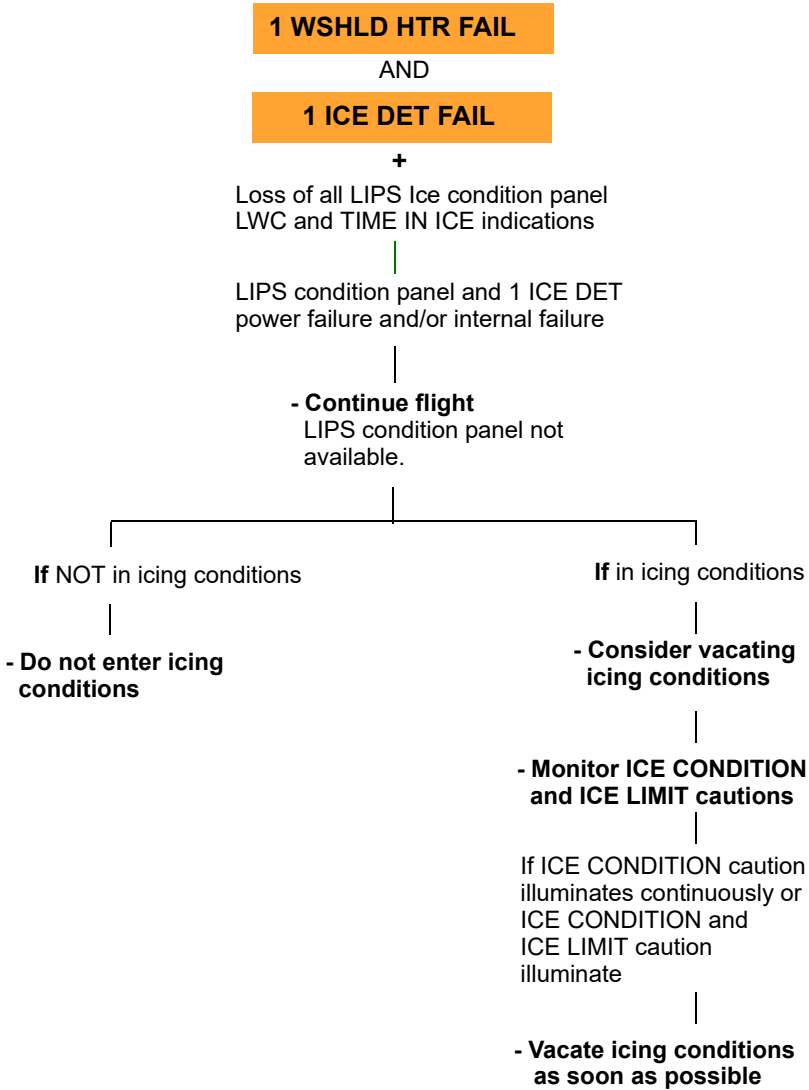 1 WSHLD HTR FAIL
AND
1 ICE DET FAIL
+
Loss of all LIPS Ice condition panel
LWC and TIME IN ICE indications
LIPS condition panel and 1 ICE DET
power failure and/or internal failure
- Continue flight
LIPS condition panel not
available.
If NOT in icing conditions
- Do not enter icing
conditions
If in icing conditions
- Consider vacating
icing conditions
- Monitor ICE CONDITION
and ICE LIMIT cautions
If ICE CONDITION caution
illuminates continuously or
ICE CONDITION and
ICE LIMIT caution
illuminate
- Vacate icing conditions
as soon as possible